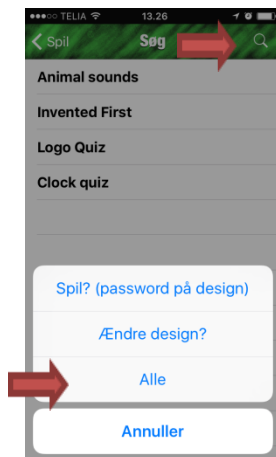 TELIA 13.26
Spil Søg
Animal sounds
Invented First
Logo Quiz
Clock quiz
Spil? (password på design)
Ændre design?
Alle
Annuller